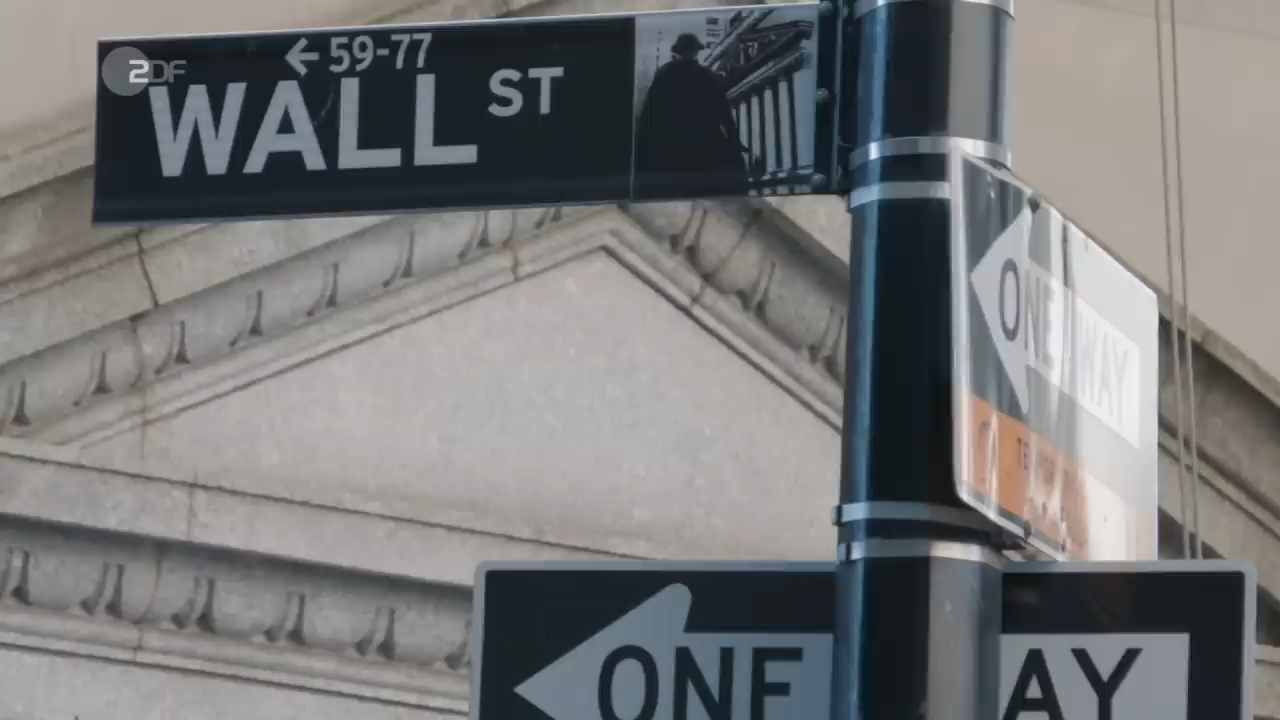 ← 59-77
2DF
WALL ST
ONE WAY
ONE
AY